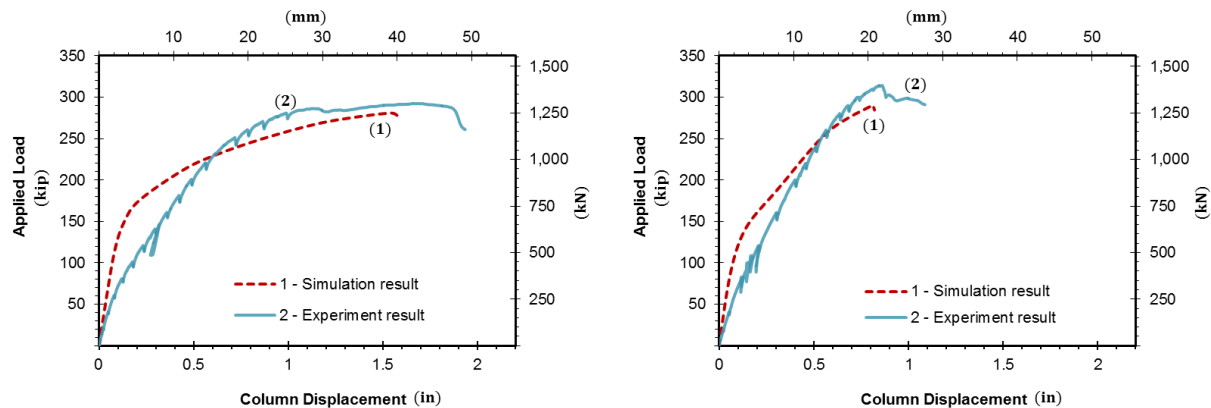 (mm)
10 20 30 40 50
350
300
250
200
150
100
50
0 0.5 1 1.5 2
1,500
1,250
1,000
750
500
250
Applied Load
(kip)
(kN)
(2)
(1)
1 - Simulation result
2 - Experiment result
Column Displacement (in)
(mm)
10 20 30 40 50
350
300
250
200
150
100
50
0 0.5 1 1.5 2
1,500
1,250
1,000
750
500
250
Applied Load
(kip)
(kN)
(2)
(1)
1 - Simulation result
2 - Experiment result
Column Displacement (in)